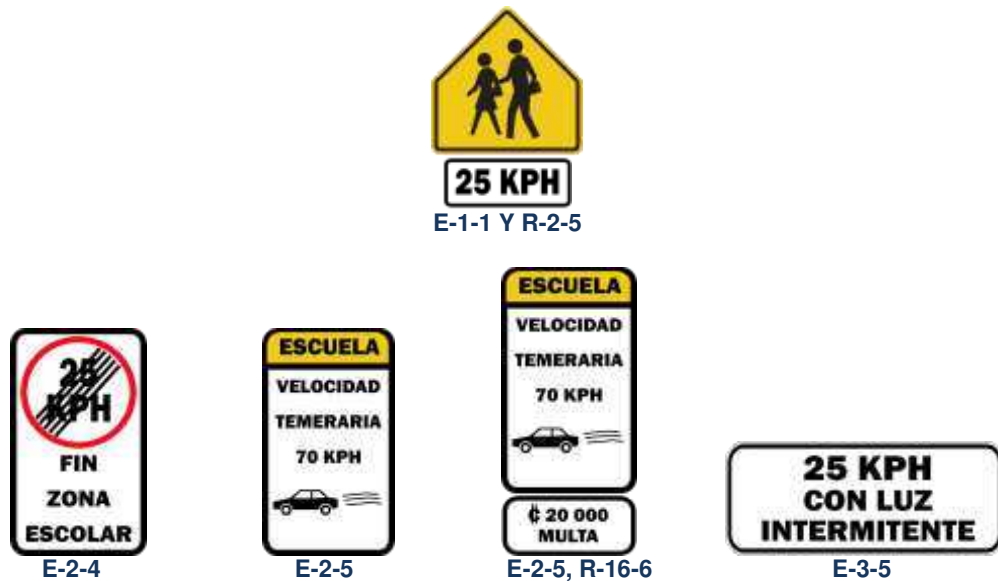 25 KPH
E-1-1 Y R-2-5
25
KPH
FIN
ZONA
ESCOLAR
E-2-4
ESCUELA
VELOCIDAD
TEMERARIA
70 KPH
E-2-5
ESCUELA
VELOCIDAD
TEMERARIA
70 KPH
₡ 20 000
MULTA
E-2-5, R-16-6
25 KPH
CON LUZ
INTERMITENTE
E-3-5